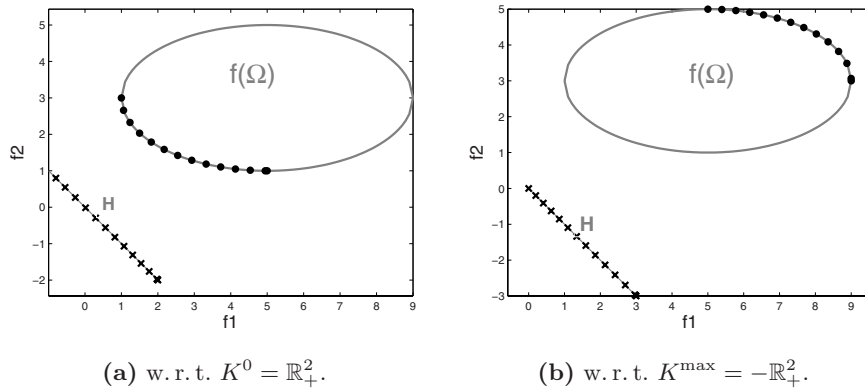 5
4
3
2
1
0
−1
−2
f2
f(Ω)
H
0 1 2 3 4 5 6 7 8 9
f1
5
4
3
2
1
0
−1
−2
−3
f2
f(Ω)
H
0 1 2 3 4 5 6 7 8 9
f1
(a) w. r. t. K⁰ = ℝ²₊.
(b) w. r. t. Kᵐᵃˣ = −ℝ²₊.